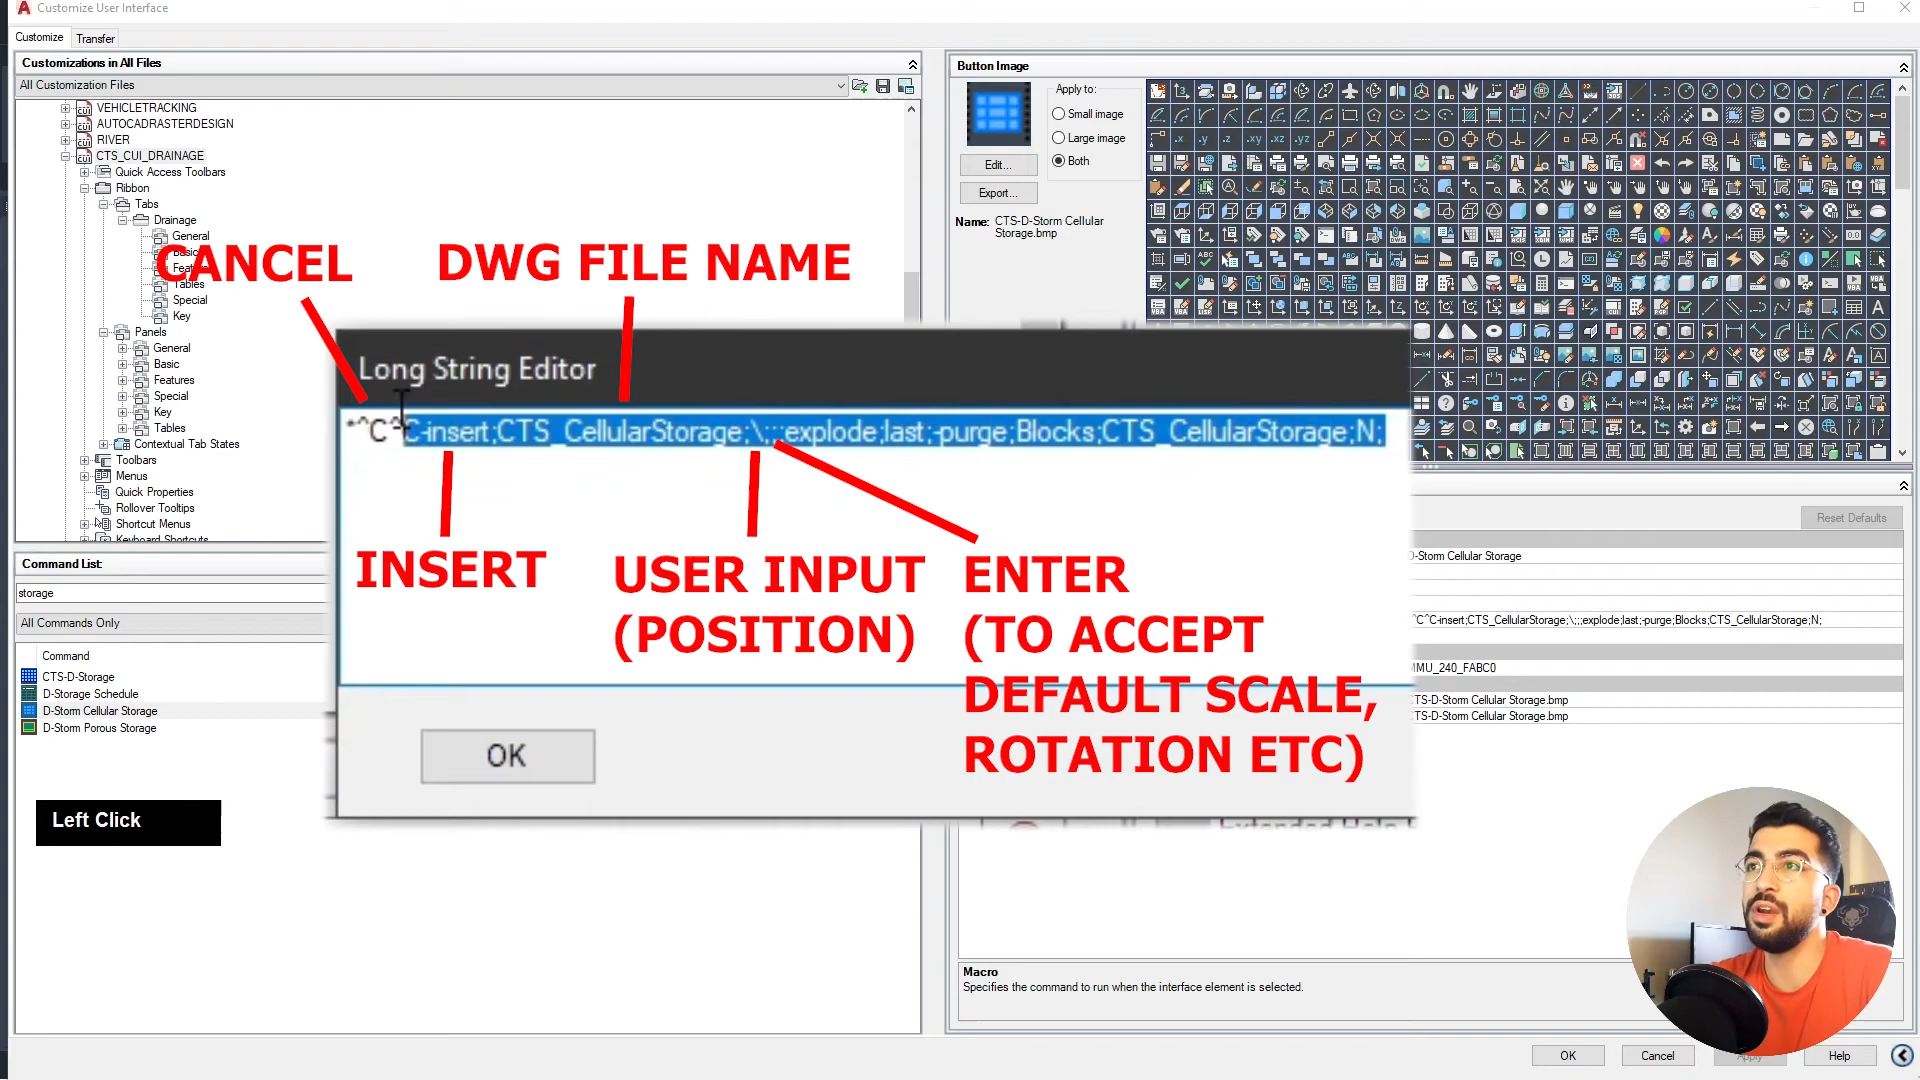 Customize User Interface
Customize
Transfer
Customizations in All Files
All Customization Files
VEHICLETRACKING
AUTOCADRASTERDESIGN
RIVER
CTS_CUI_DRAINAGE
Quick Access Toolbars
Ribbon
Tabs
Drainage
General
Tables
Special
Key
Panels
General
Basic
Features
Special
Key
Tables
Contextual Tab States
Toolbars
Menus
Quick Properties
Rollover Tooltips
Shortcut Menus
Keyboard Shortcuts
Command List:
storage
All Commands Only
Command
CTS-D-Storage
D-Storage Schedule
D-Storm Cellular Storage
D-Storm Porous Storage
Left Click
CANCEL
DWG FILE NAME
Long String Editor
*^C^C-insert;CTS_CellularStorage;\;;;explode;last;-purge;Blocks;CTS_CellularStorage;N;
INSERT
USER INPUT
(POSITION)
ENTER
(TO ACCEPT
DEFAULT SCALE,
ROTATION ETC)
OK
Button Image
Apply to:
Small image
Large image
Both
Edit...
Export...
Name: CTS-D-Storm Cellular
Storage.bmp
Reset Defaults
D-Storm Cellular Storage
^C^C-insert;CTS_CellularStorage;\;;;explode;last;-purge;Blocks;CTS_CellularStorage;N;
MMU_240_FABC0
CTS-D-Storm Cellular Storage.bmp
CTS-D-Storm Cellular Storage.bmp
Macro
Specifies the command to run when the interface element is selected.
OK
Cancel
Apply
Help